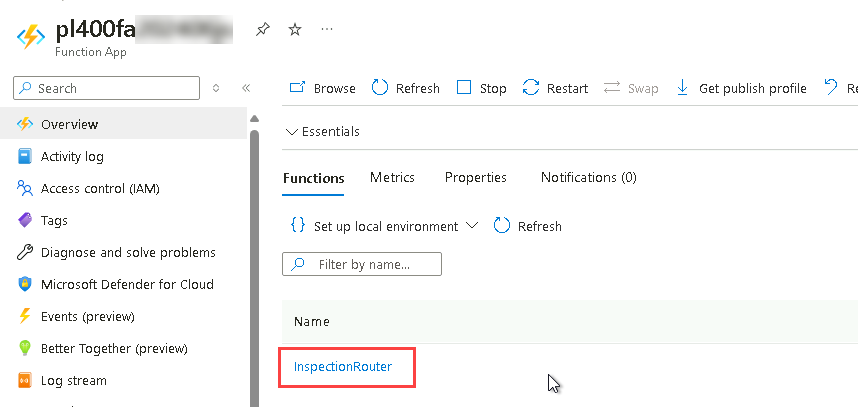 pl400fa
Function App
Search
Overview
Activity log
Access control (IAM)
Tags
Diagnose and solve problems
Microsoft Defender for Cloud
Events (preview)
Better Together (preview)
Log stream
Browse Refresh Stop Restart Swap Get publish profile Re
Essentials
Functions Metrics Properties Notifications (0)
Set up local environment Refresh
Filter by name...
Name
InspectionRouter